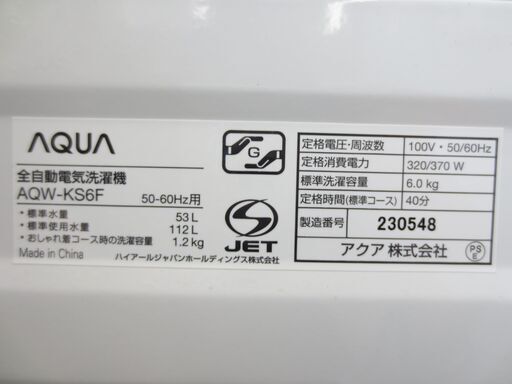 AQUA
全自動電気洗濯機
AQW-KS6F 50-60Hz用
・標準水量 53 L
・標準使用水量 112 L
・おしゃれ着コース時の洗濯容量 1.2 kg
Made in China
G
S
JET
ハイアールジャパンホールディングス株式会社
定格電圧・周波数 100V・50/60Hz
定格消費電力 320/370 W
標準洗濯容量 6.0 kg
定格時間(標準コース) 40分
製造番号 230548
アクア 株式会社
PS
E